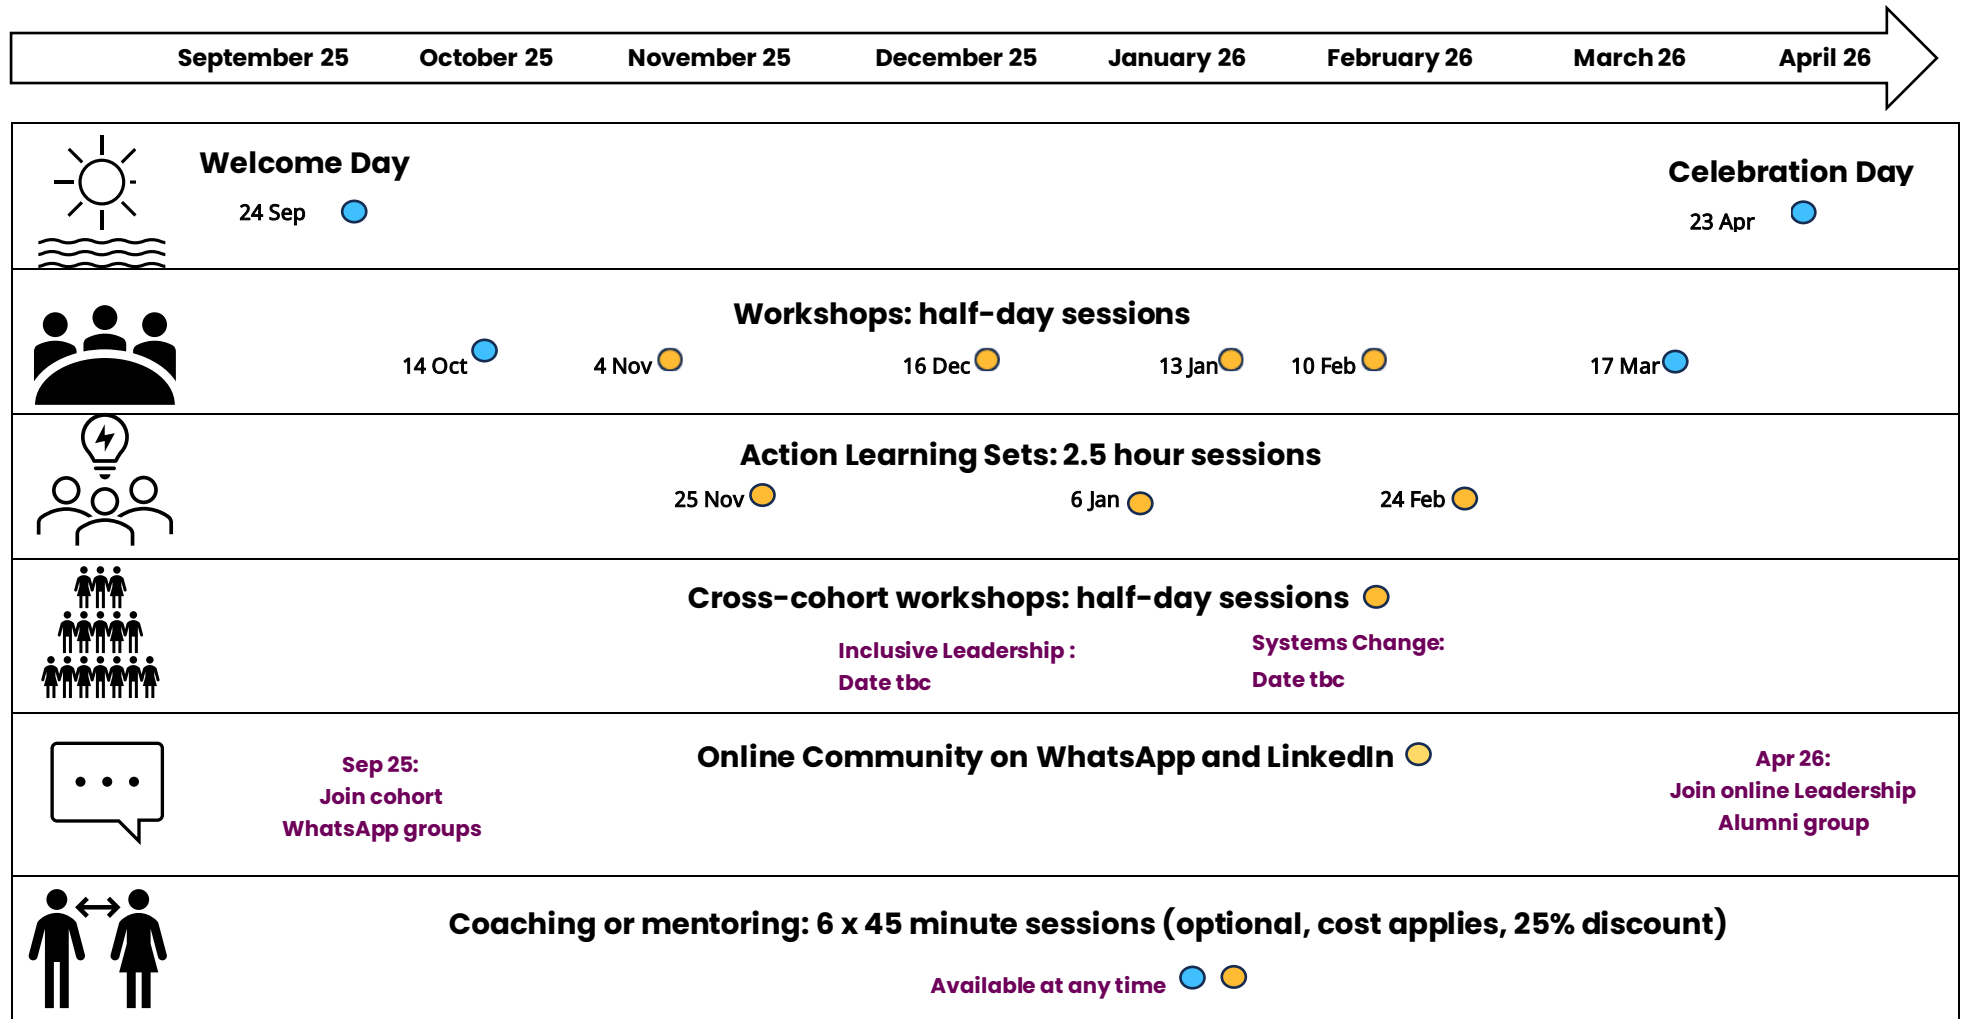 September 25 October 25 November 25 December 25 January 26 February 26 March 26 April 26
Welcome Day
24 Sep
Celebration Day
23 Apr
Workshops: half-day sessions
14 Oct 4 Nov 16 Dec 13 Jan 10 Feb 17 Mar
Action Learning Sets: 2.5 hour sessions
25 Nov 6 Jan 24 Feb
Cross-cohort workshops: half-day sessions
Inclusive Leadership :
Date tbc
Systems Change:
Date tbc
Online Community on WhatsApp and LinkedIn
Sep 25:
Join cohort
WhatsApp groups
Apr 26:
Join online Leadership
Alumni group
Coaching or mentoring: 6 x 45 minute sessions (optional, cost applies, 25% discount)
Available at any time